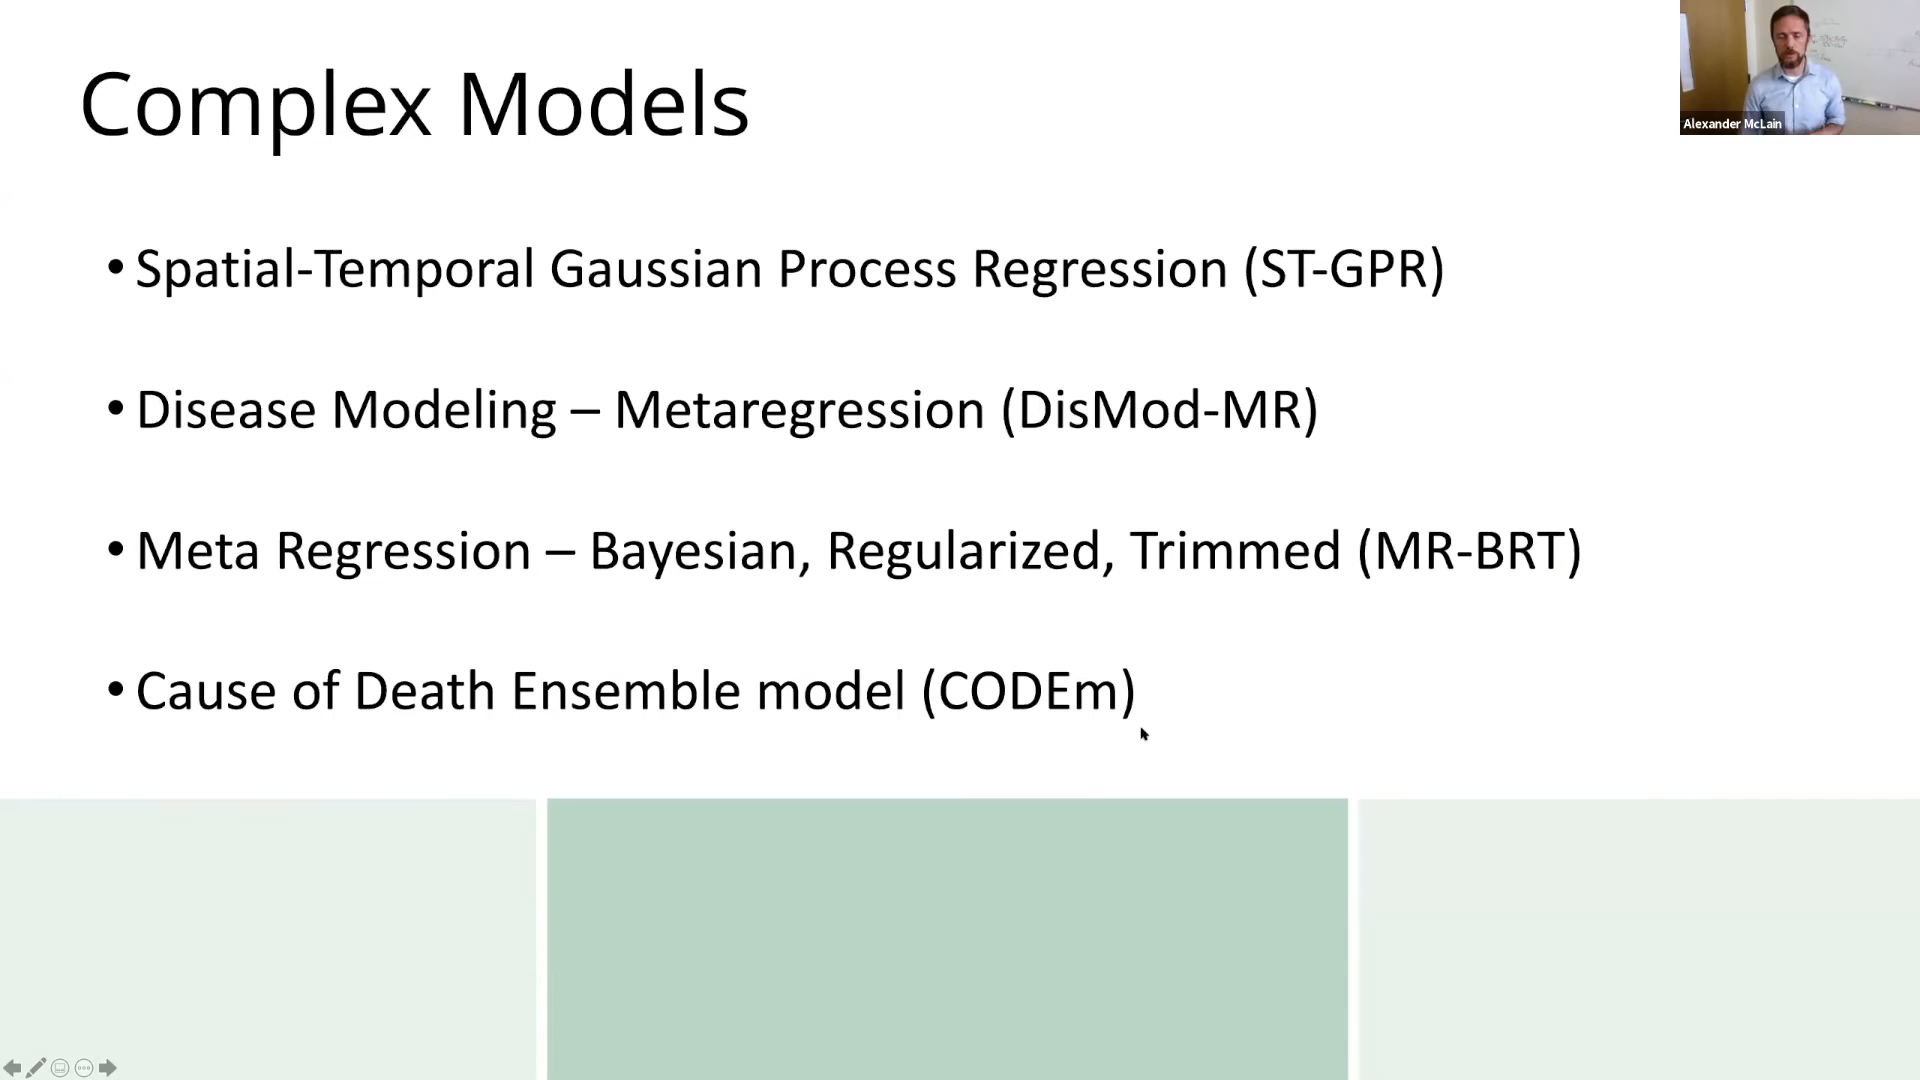 Complex Models
Alexander McLain
• Spatial-Temporal Gaussian Process Regression (ST-GPR)
• Disease Modeling – Metaregression (DisMod-MR)
• Meta Regression – Bayesian, Regularized, Trimmed (MR-BRT)
• Cause of Death Ensemble model (CODEm)